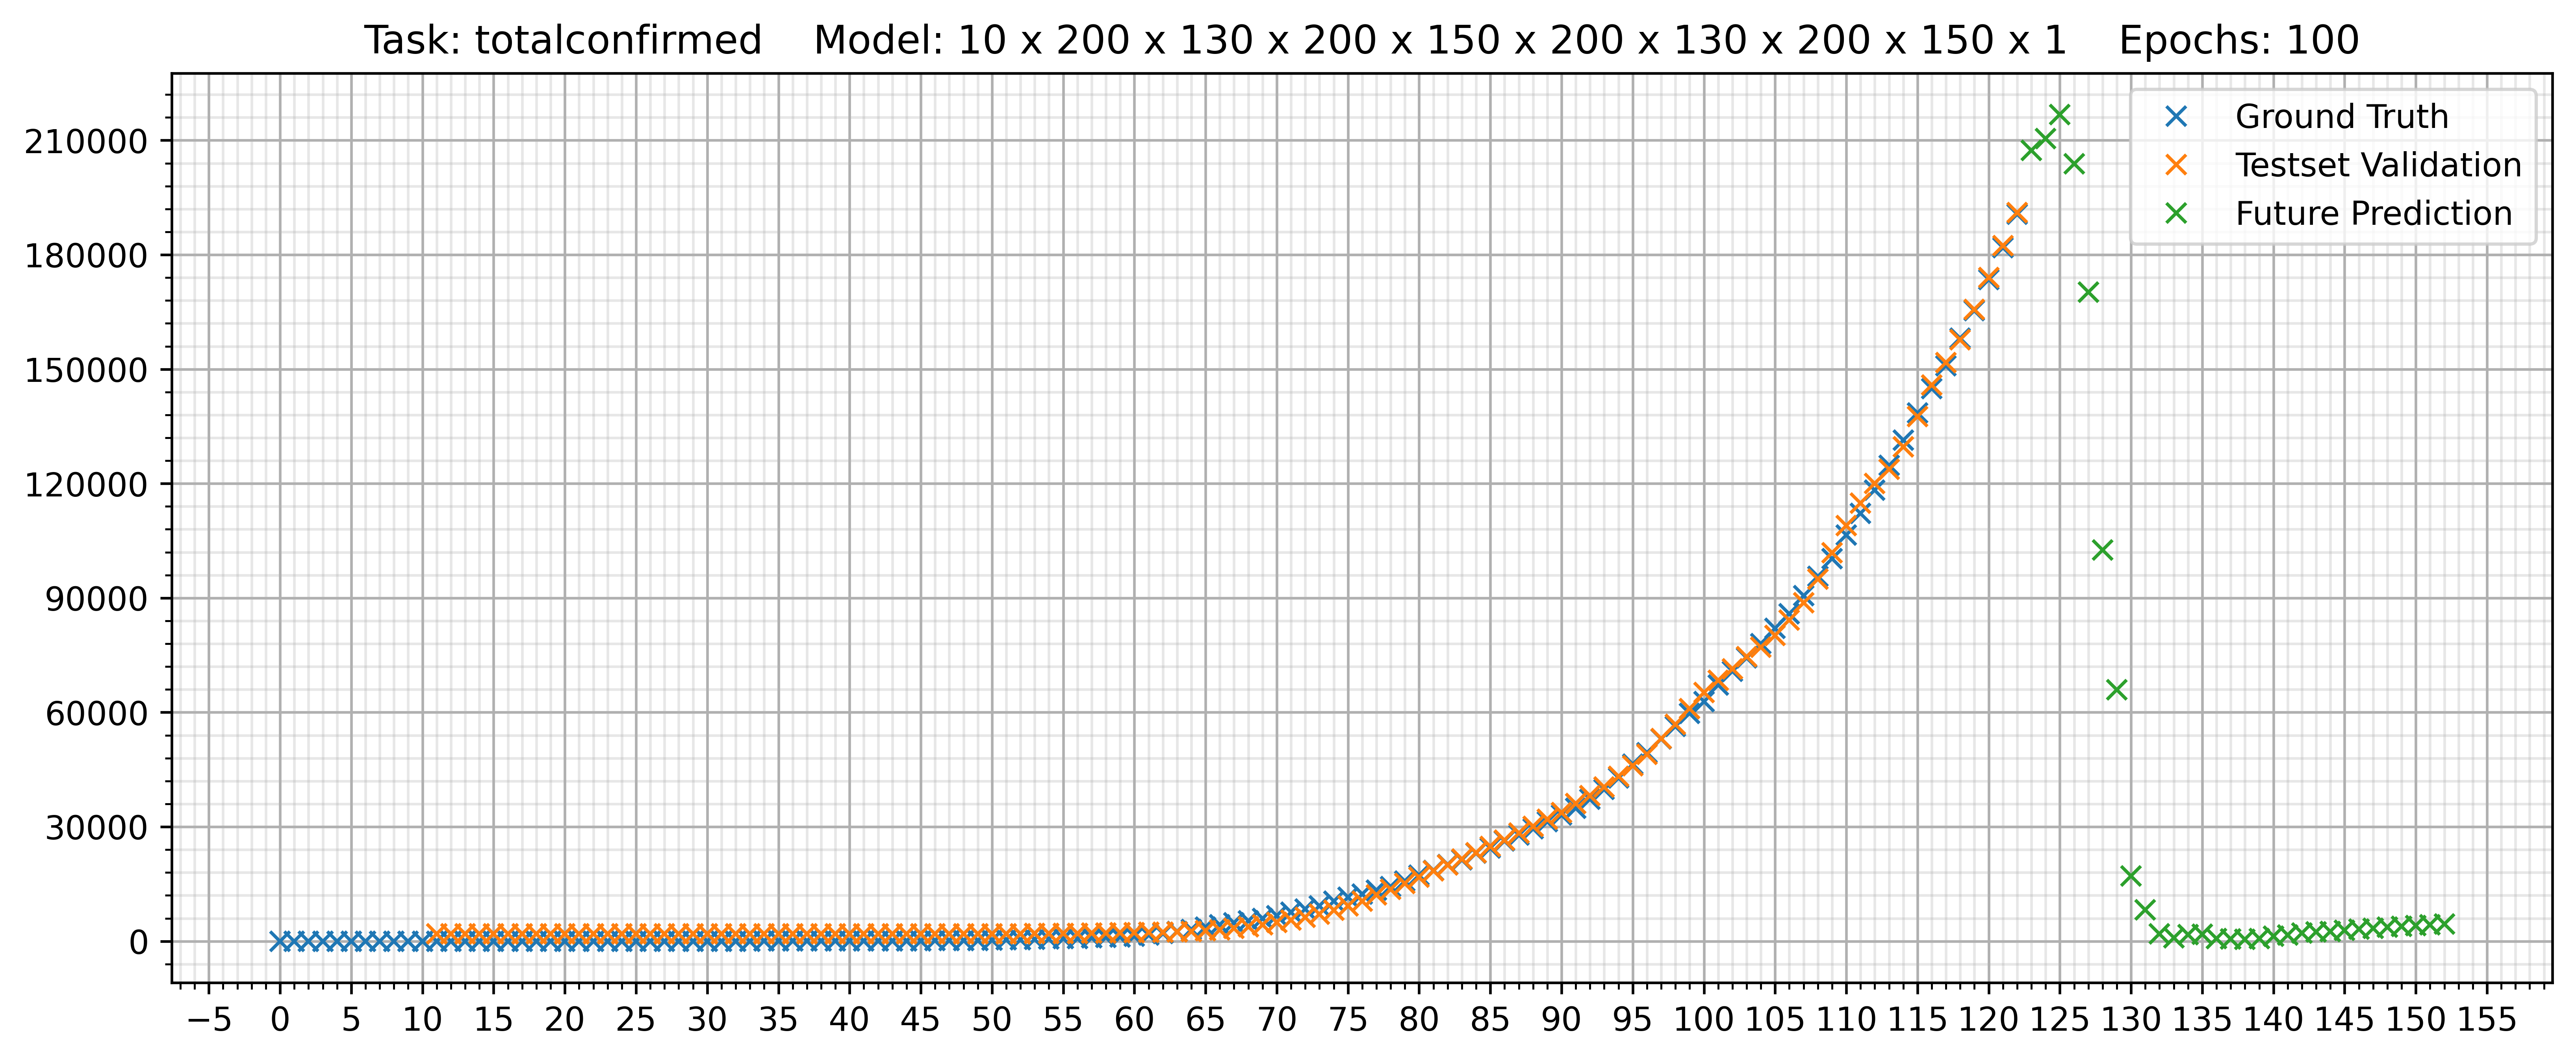 Task: totalconfirmed    Model: 10 x 200 x 130 x 200 x 150 x 200 x 130 x 200 x 150 x 1    Epochs: 100
Ground Truth
Testset Validation
Future Prediction
210000
180000
150000
120000
90000
60000
30000
0
−5 0 5 10 15 20 25 30 35 40 45 50 55 60 65 70 75 80 85 90 95 100 105 110 115 120 125 130 135 140 145 150 155